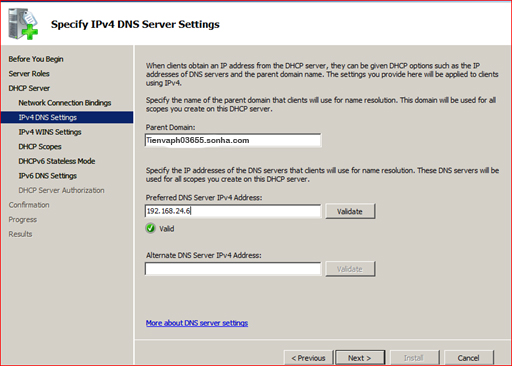 Specify IPv4 DNS Server Settings
Before You Begin
Server Roles
DHCP Server
Network Connection Bindings
IPv4 DNS Settings
IPv4 WINS Settings
DHCP Scopes
DHCPv6 Stateless Mode
IPv6 DNS Settings
DHCP Server Authorization
Confirmation
Progress
Results
When clients obtain an IP address from the DHCP server, they can be given DHCP options such as the IP
addresses of DNS servers and the parent domain name. The settings you provide here will be applied to clients
using IPv4.
Specify the name of the parent domain that clients will use for name resolution. This domain will be used for all
scopes you create on this DHCP server.
Parent Domain:
Tienvaph03655.sonha.com
Specify the IP addresses of the DNS servers that clients will use for name resolution. These DNS servers will be
used for all scopes you create on this DHCP server.
Preferred DNS Server IPv4 Address:
192.168.24.6
Validate
Valid
Alternate DNS Server IPv4 Address:
Validate
More about DNS server settings
< Previous
Next >
Install
Cancel